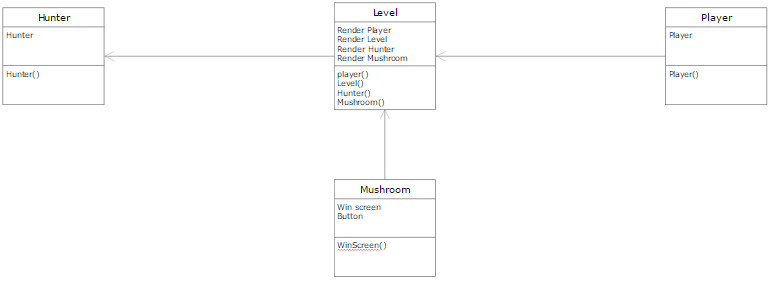 Hunter
Hunter
Hunter()
Level
Render Player
Render Level
Render Hunter
Render Mushroom
player()
Level()
Hunter()
Mushroom()
Player
Player
Player()
Mushroom
Win screen
Button
WinScreen()